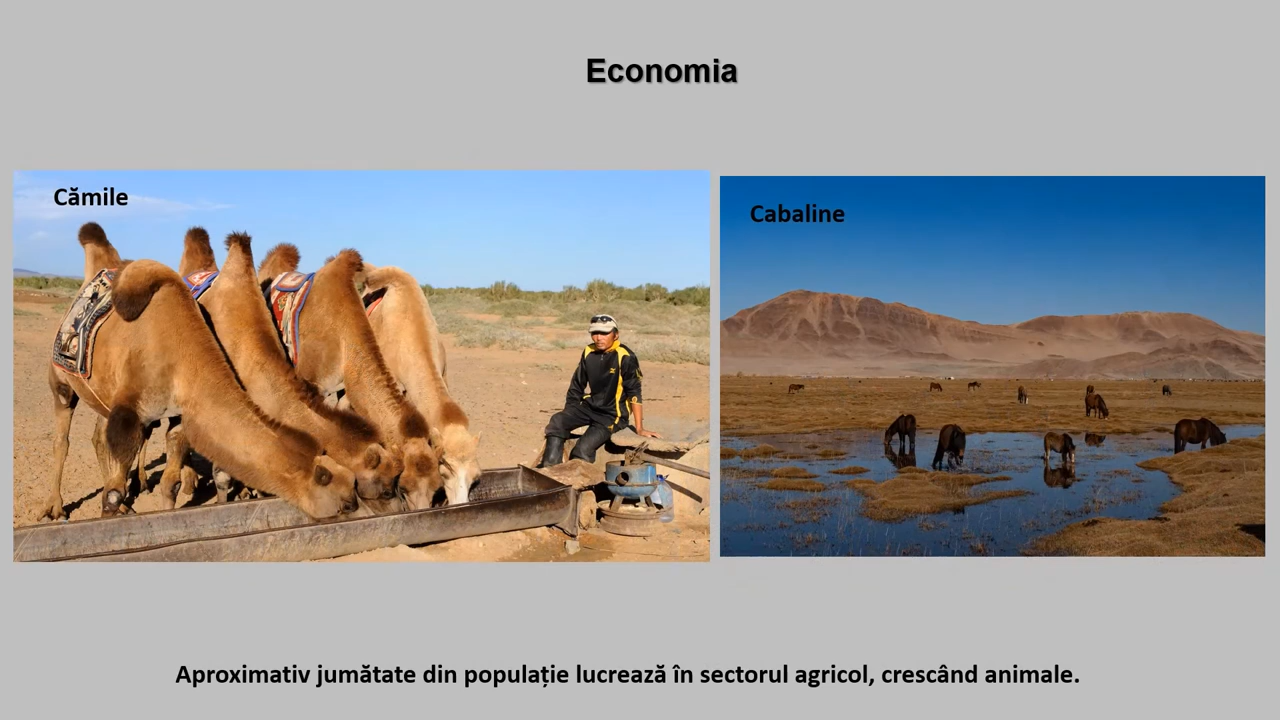 Economia
Cămile
Cabaline
Aproximativ jumătate din populație lucrează în sectorul agricol, crescând animale.